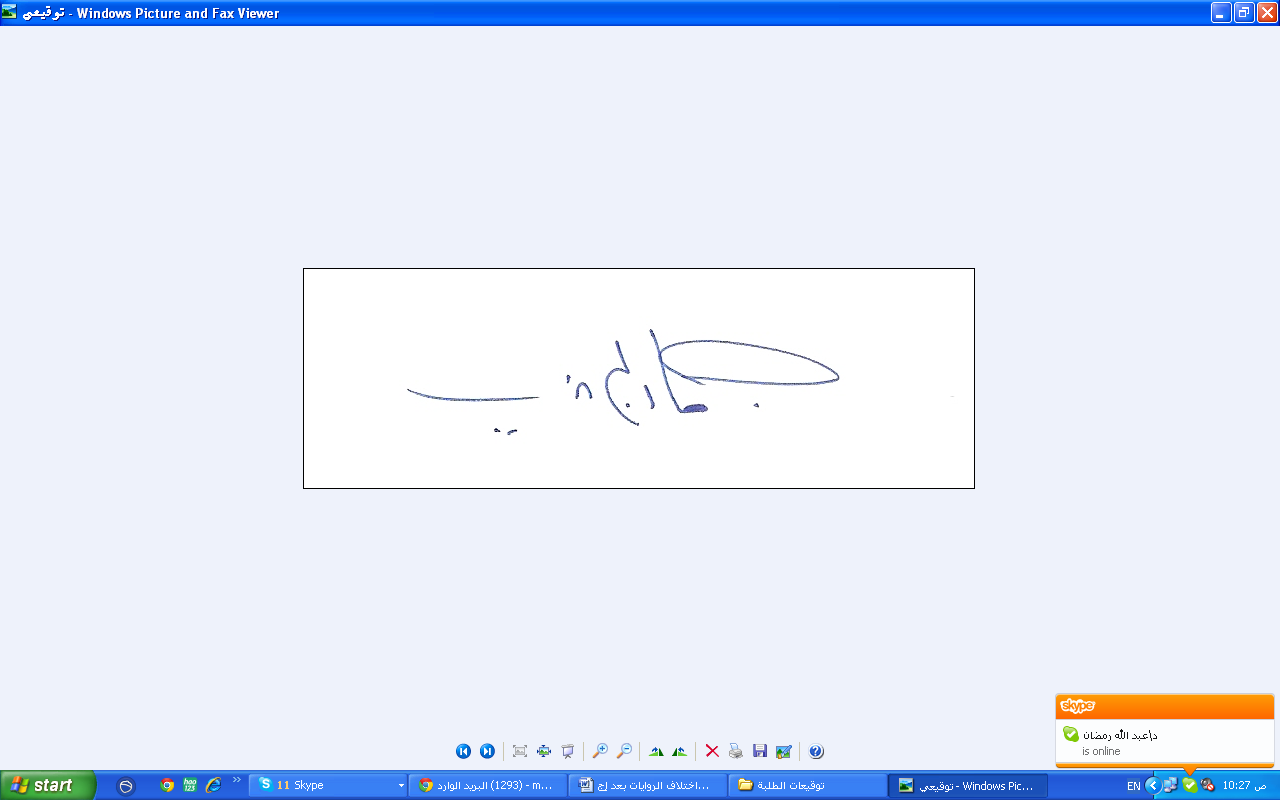 توقيعي - Windows Picture and Fax Viewer
skype
د\عبد الله رمضان
is online
start
11 Skype
البريد الوارد (1293) - m...
اختلاف الروايات بعد إج...
توقيعات الطلبة
توقيعي - Windows Pic...
EN
10:27 ص